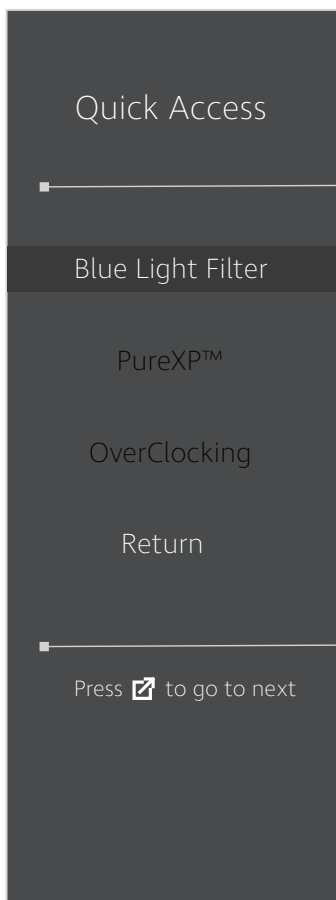 Quick Access
Blue Light Filter
PureXP™
OverClocking
Return
Press to go to next